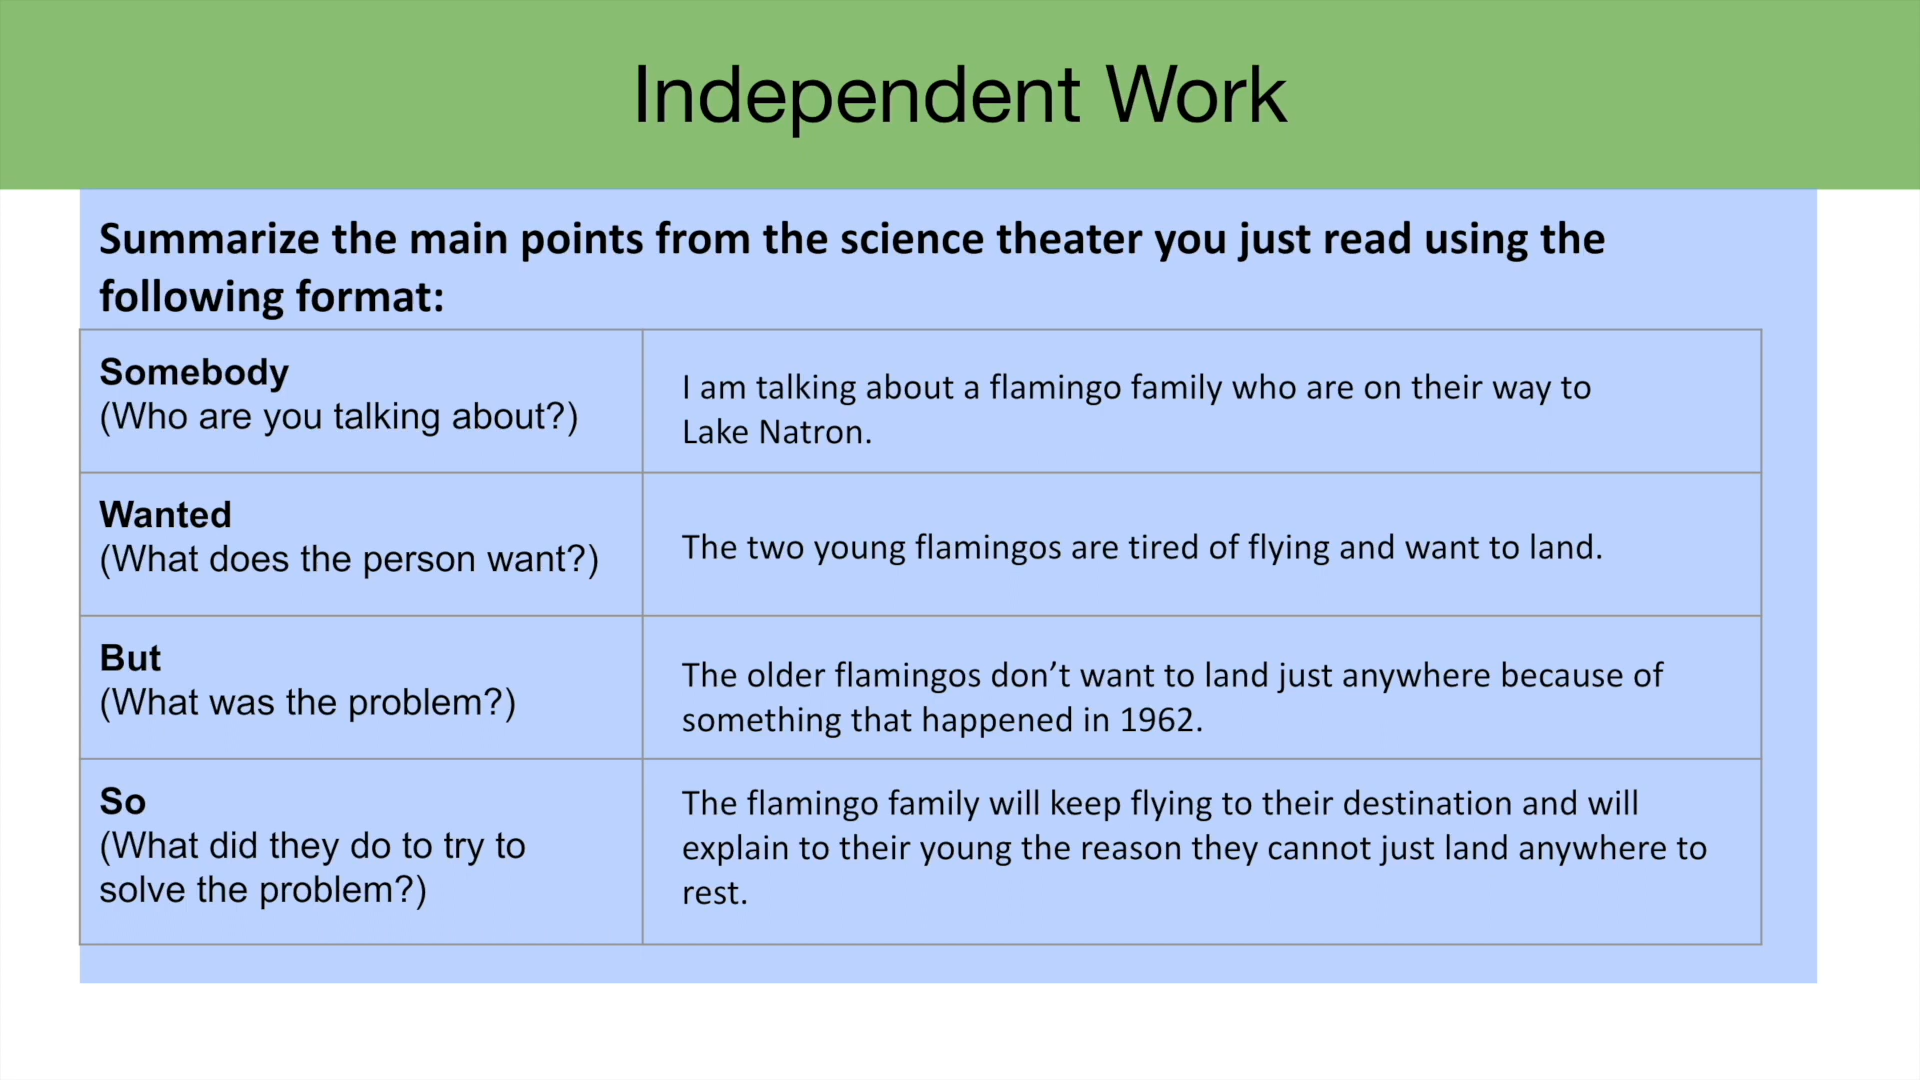 Independent Work
Summarize the main points from the science theater you just read using the
following format:
Somebody
(Who are you talking about?)
I am talking about a flamingo family who are on their way to
Lake Natron.
Wanted
(What does the person want?)
The two young flamingos are tired of flying and want to land.
But
(What was the problem?)
The older flamingos don’t want to land just anywhere because of
something that happened in 1962.
So
(What did they do to try to
solve the problem?)
The flamingo family will keep flying to their destination and will
explain to their young the reason they cannot just land anywhere to
rest.